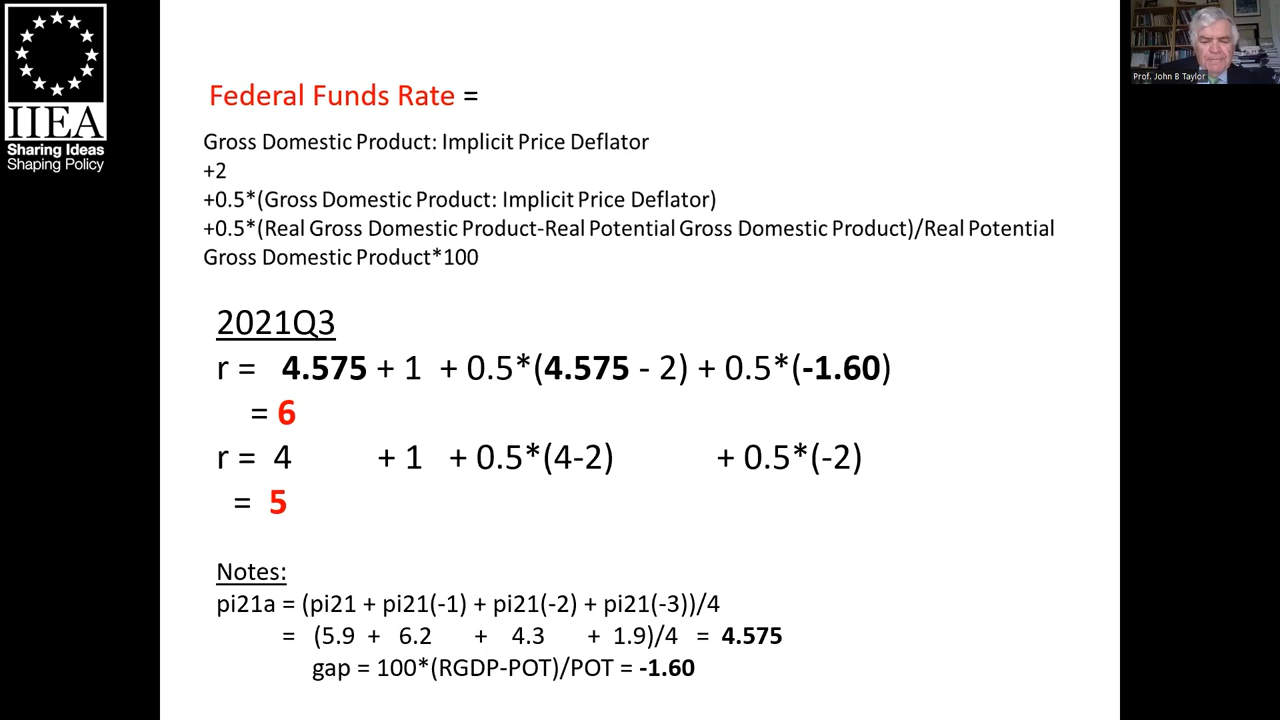 IIEA
Sharing Ideas
Shaping Policy
Prof. John B Taylor
Federal Funds Rate =
Gross Domestic Product: Implicit Price Deflator
+2
+0.5*(Gross Domestic Product: Implicit Price Deflator)
+0.5*(Real Gross Domestic Product-Real Potential Gross Domestic Product)/Real Potential
Gross Domestic Product*100
2021Q3
r = 4.575 + 1 + 0.5*(4.575 - 2) + 0.5*(-1.60)
= 6
r = 4 + 1 + 0.5*(4-2) + 0.5*(-2)
= 5
Notes:
pi21a = (pi21 + pi21(-1) + pi21(-2) + pi21(-3))/4
= (5.9 + 6.2 + 4.3 + 1.9)/4 = 4.575
gap = 100*(RGDP-POT)/POT = -1.60